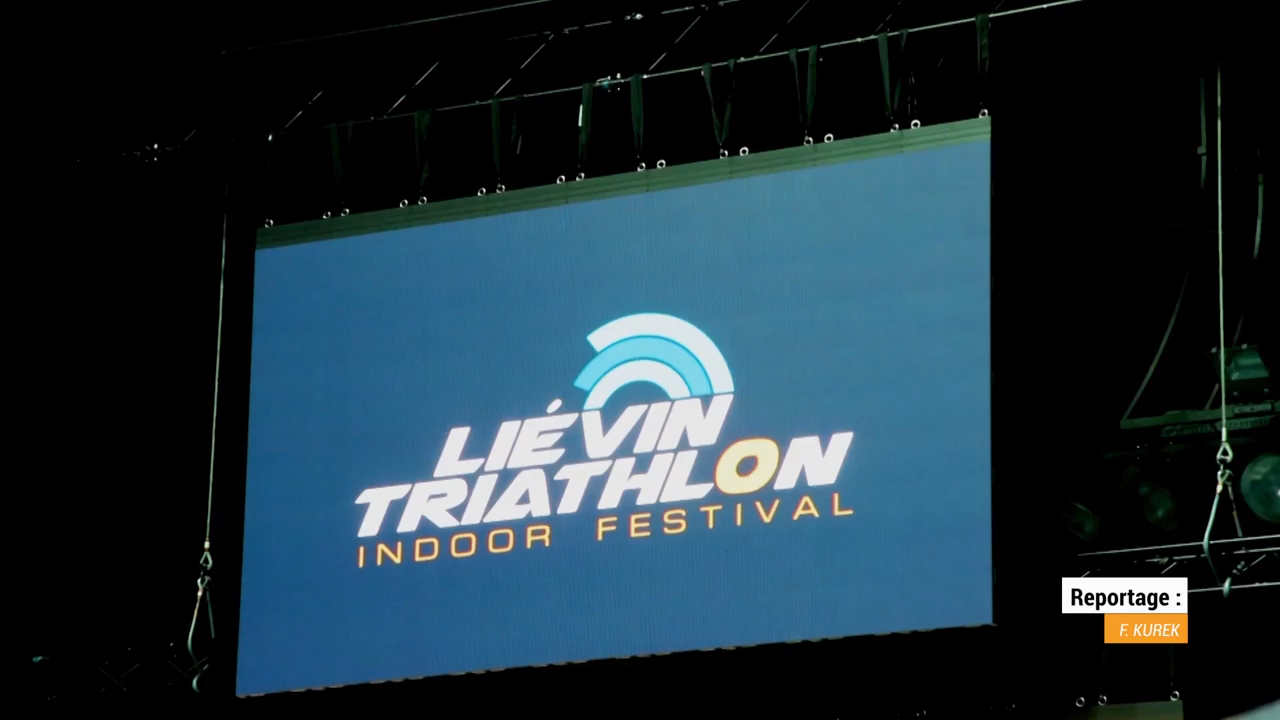 LIÉVIN
TRIATHLON
INDOOR FESTIVAL
Reportage :
F. KUREK